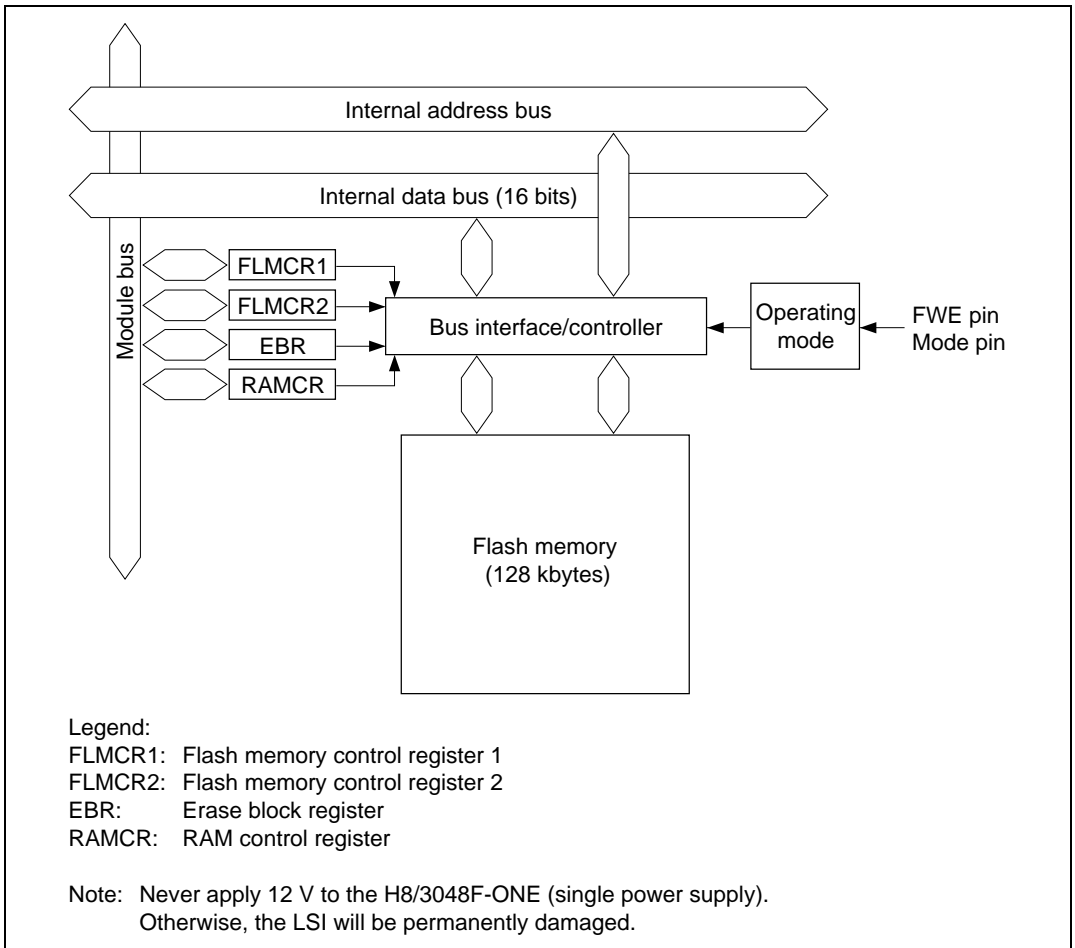 Internal address bus
Internal data bus (16 bits)
Module bus
FLMCR1
FLMCR2
EBR
RAMCR
Bus interface/controller
Operating
mode
FWE pin
Mode pin
Flash memory
(128 kbytes)
Legend:
FLMCR1: Flash memory control register 1
FLMCR2: Flash memory control register 2
EBR: Erase block register
RAMCR: RAM control register
Note: Never apply 12 V to the H8/3048F-ONE (single power supply).
Otherwise, the LSI will be permanently damaged.